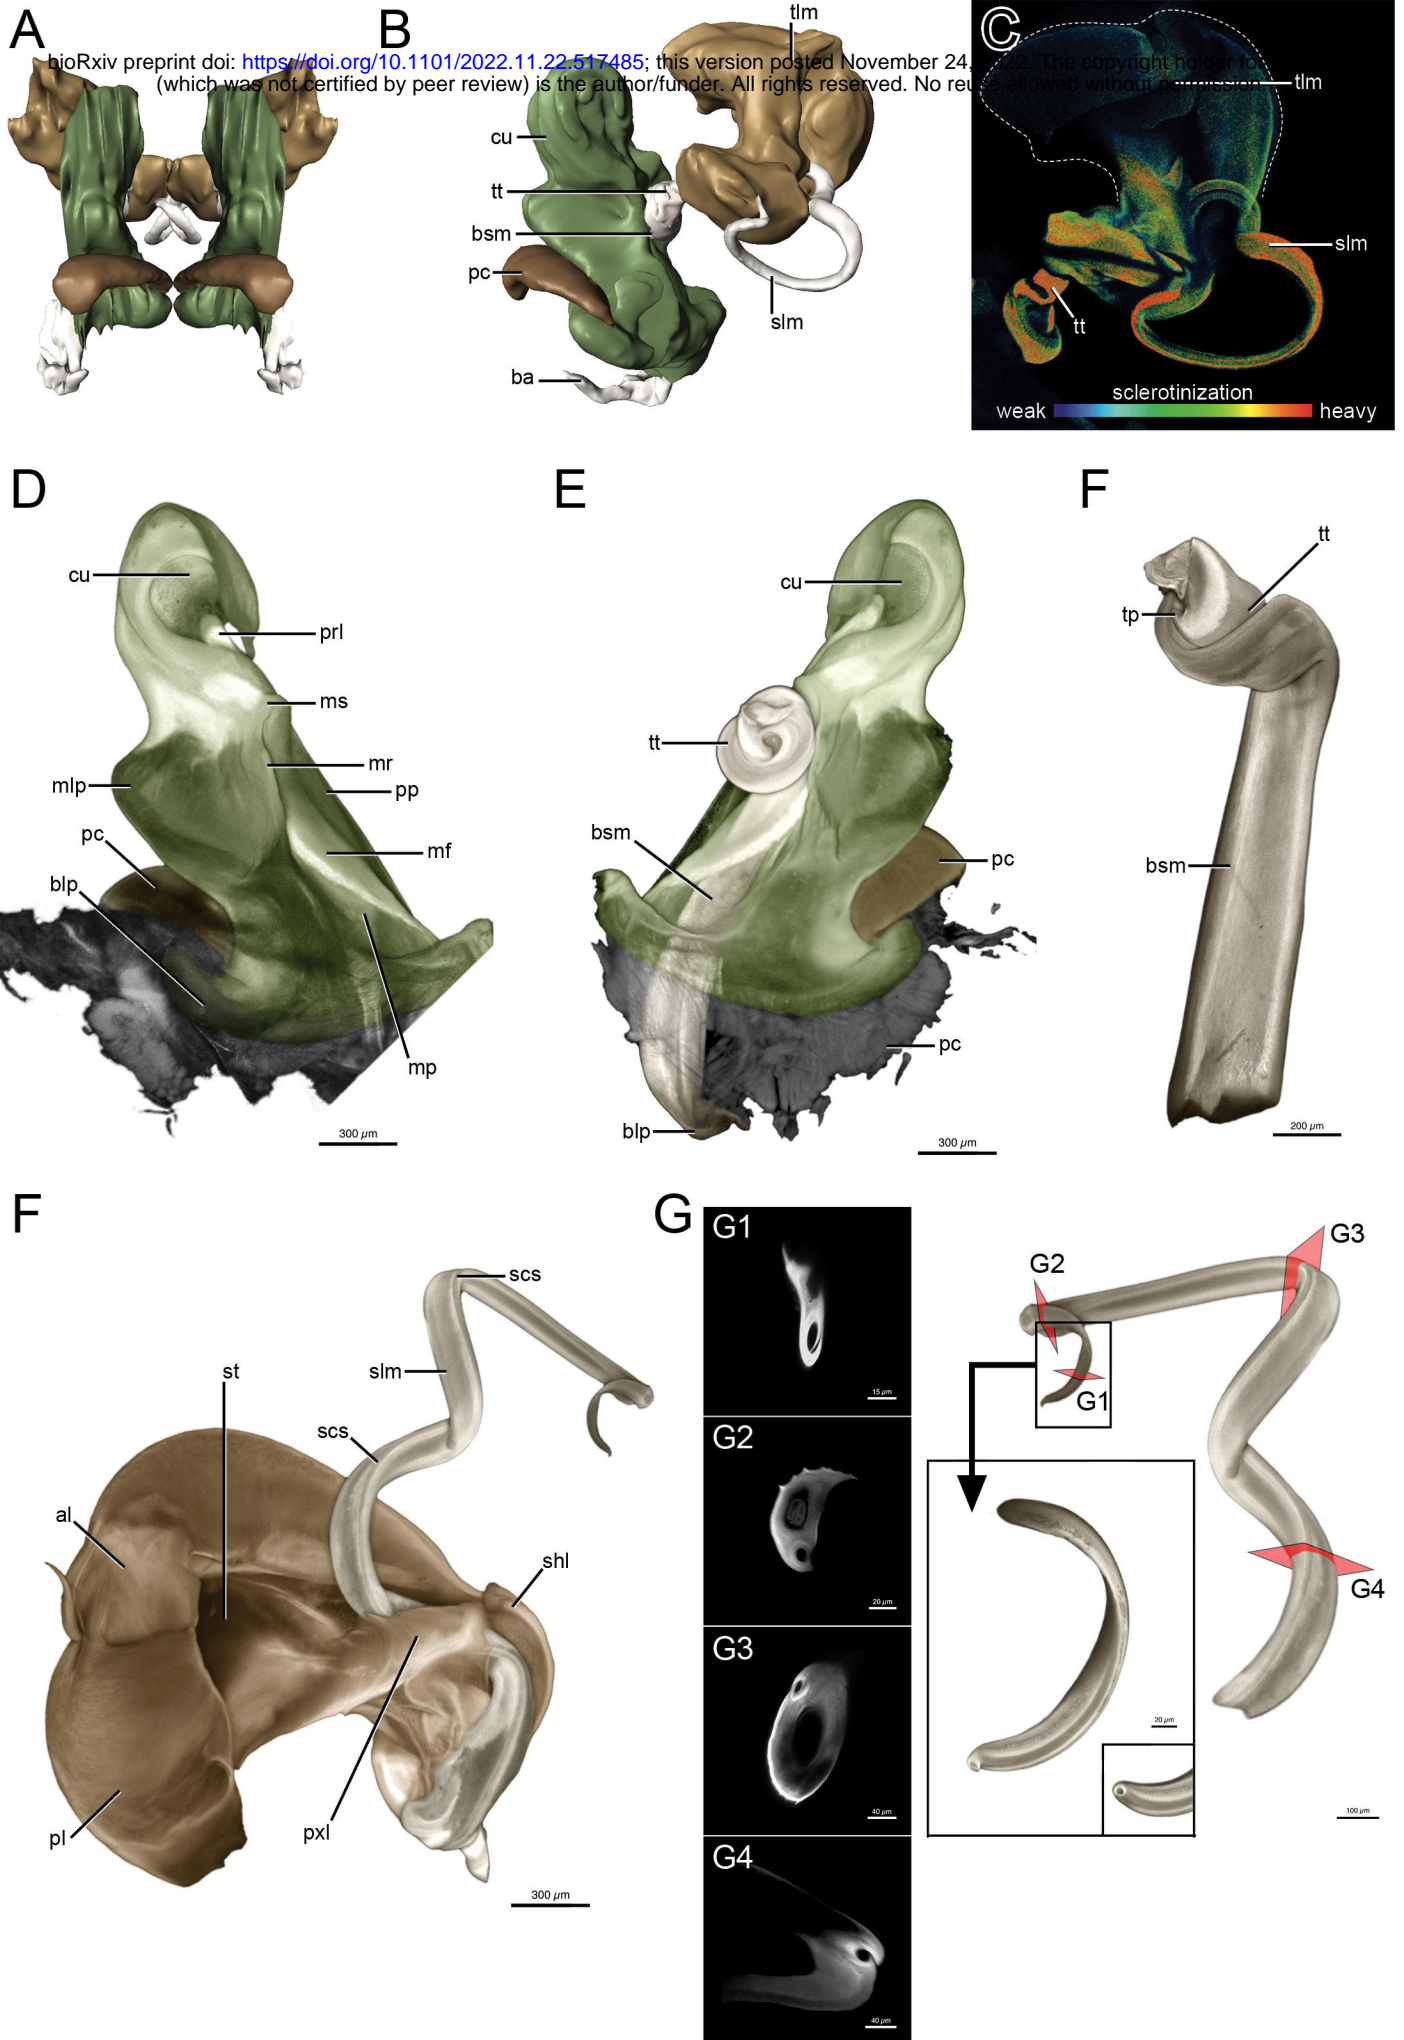 A
B
C
bioRxiv preprint doi: https://doi.org/10.1101/2022.11.22.517485; this version posted November 24, 2022. The copyright holder for
(which was not certified by peer review) is the author/funder. All rights reserved. No reuse allowed without permission.
tlm
cu
tt
bsm
pc
slm
ba
tlm
slm
tt
sclerotinization
weak
heavy
D
cu
prl
ms
mr
mlp
pp
pc
mf
blp
mp
300 µm
E
cu
tt
bsm
pc
pc
blp
300 µm
F
tt
tp
bsm
200 µm
F
scs
slm
st
scs
al
shl
pl
pxl
300 µm
G
G1
15 µm
G2
20 µm
G3
40 µm
G4
40 µm
G3
G2
G1
G4
20 µm
100 µm